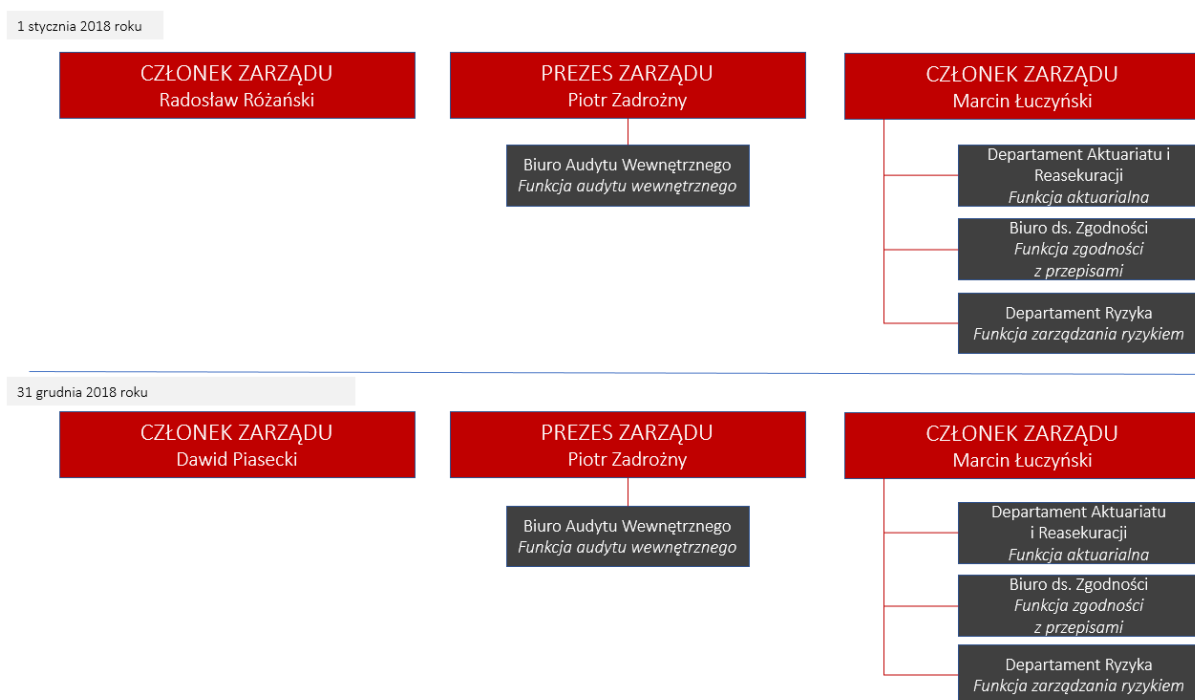 1 stycznia 2018 roku
CZŁONEK ZARZĄDU
Radosław Różański
PREZES ZARZĄDU
Piotr Zadrożny
CZŁONEK ZARZĄDU
Marcin Łuczyński
Biuro Audytu Wewnętrznego
Funkcja audytu wewnętrznego
Departament Aktuariatu i
Reasekuracji
Funkcja aktuarialna
Biuro ds. Zgodności
Funkcja zgodności
z przepisami
Departament Ryzyka
Funkcja zarządzania ryzykiem
31 grudnia 2018 roku
CZŁONEK ZARZĄDU
Dawid Piasecki
PREZES ZARZĄDU
Piotr Zadrożny
CZŁONEK ZARZĄDU
Marcin Łuczyński
Biuro Audytu Wewnętrznego
Funkcja audytu wewnętrznego
Departament Aktuariatu
i Reasekuracji
Funkcja aktuarialna
Biuro ds. Zgodności
Funkcja zgodności
z przepisami
Departament Ryzyka
Funkcja zarządzania ryzykiem